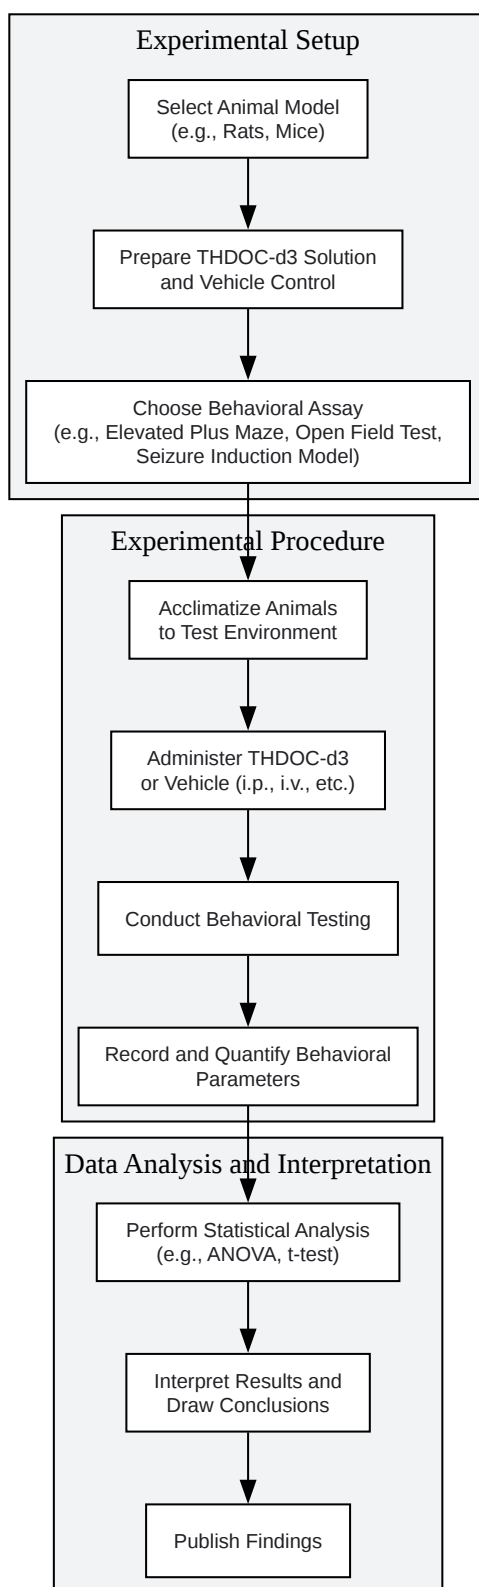 Experimental Setup
Select Animal Model
(e.g., Rats, Mice)
Prepare THDOC-d3 Solution
and Vehicle Control
Choose Behavioral Assay
(e.g., Elevated Plus Maze, Open Field Test,
Seizure Induction Model)
Experimental Procedure
Acclimatize Animals
to Test Environment
Administer THDOC-d3
or Vehicle (i.p., i.v., etc.)
Conduct Behavioral Testing
Record and Quantify Behavioral
Parameters
Data Analysis and Interpretation
Perform Statistical Analysis
(e.g., ANOVA, t-test)
Interpret Results and
Draw Conclusions
Publish Findings